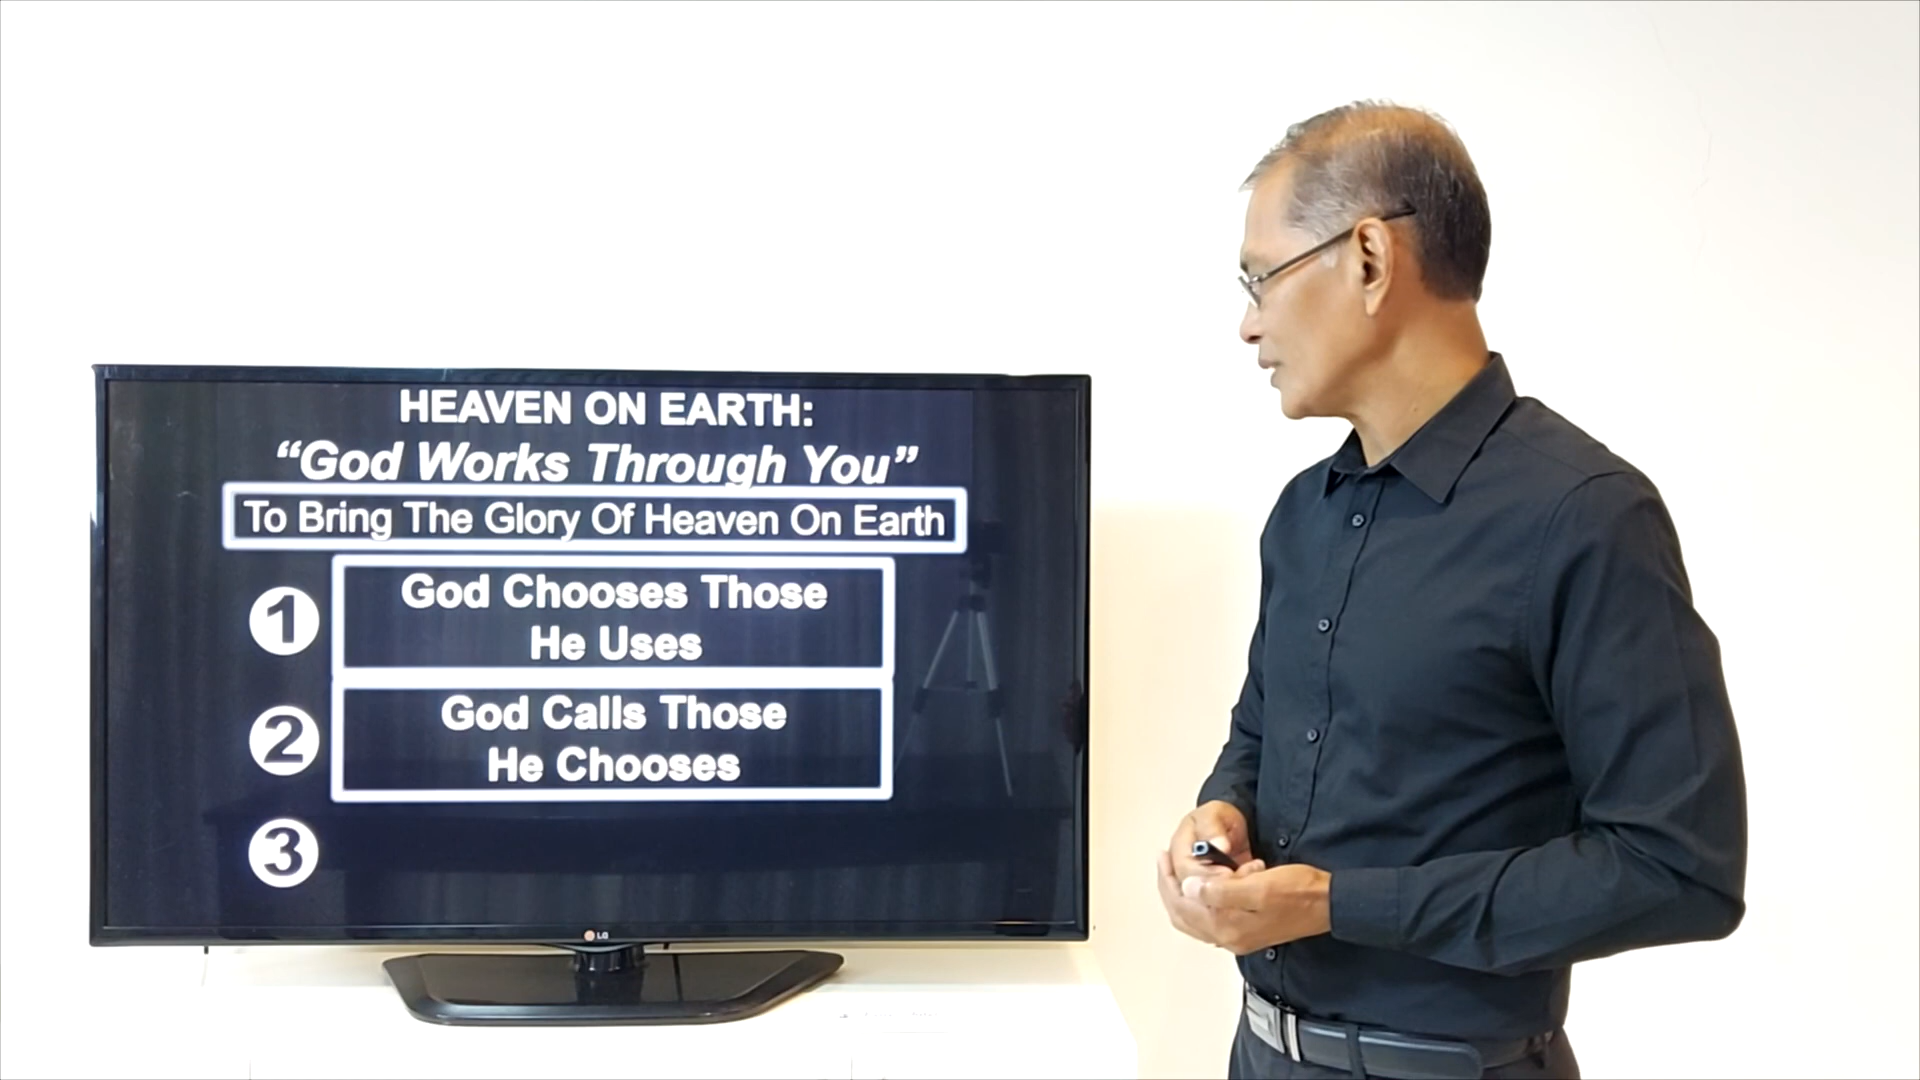 HEAVEN ON EARTH:
“God Works Through You”
To Bring The Glory Of Heaven On Earth
1
God Chooses Those
He Uses
2
God Calls Those
He Chooses
3
LG